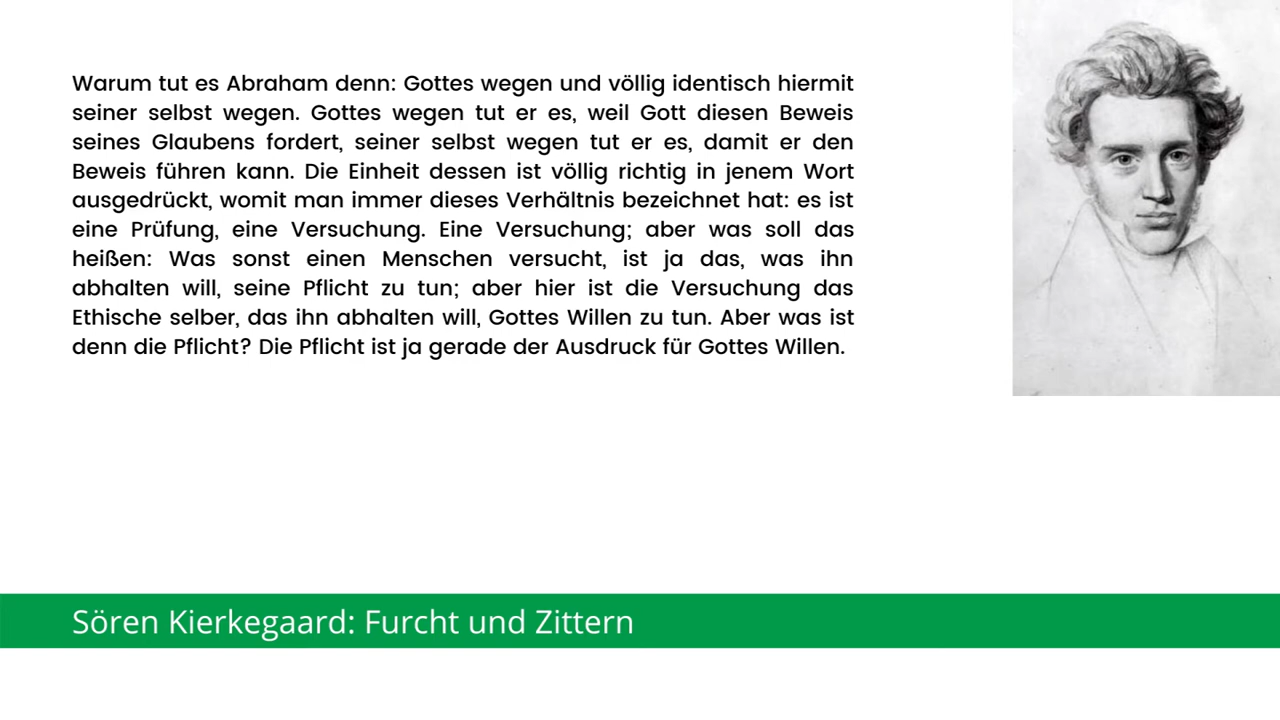 Warum tut es Abraham denn: Gottes wegen und völlig identisch hiermit
seiner selbst wegen. Gottes wegen tut er es, weil Gott diesen Beweis
seines Glaubens fordert, seiner selbst wegen tut er es, damit er den
Beweis führen kann. Die Einheit dessen ist völlig richtig in jenem Wort
ausgedrückt, womit man immer dieses Verhältnis bezeichnet hat: es ist
eine Prüfung, eine Versuchung. Eine Versuchung; aber was soll das
heißen: Was sonst einen Menschen versucht, ist ja das, was ihn
abhalten will, seine Pflicht zu tun; aber hier ist die Versuchung das
Ethische selber, das ihn abhalten will, Gottes Willen zu tun. Aber was ist
denn die Pflicht? Die Pflicht ist ja gerade der Ausdruck für Gottes Willen.
Sören Kierkegaard: Furcht und Zittern